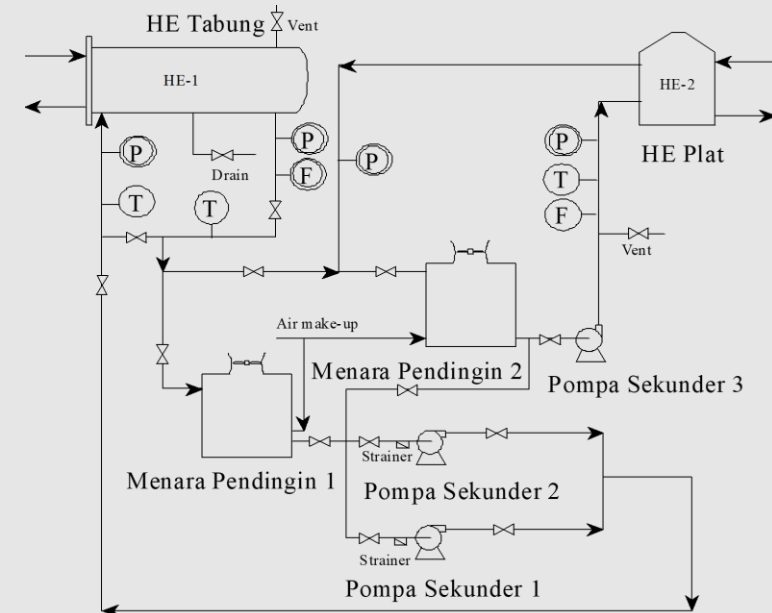 HE Tabung
Vent
HE-1
HE-2
HE Plat
P
P
F
Drain
T
T
P
P
T
F
Vent
Air make-up
Menara Pendingin 2
Pompa Sekunder 3
Menara Pendingin 1
Strainer
Pompa Sekunder 2
Strainer
Pompa Sekunder 1